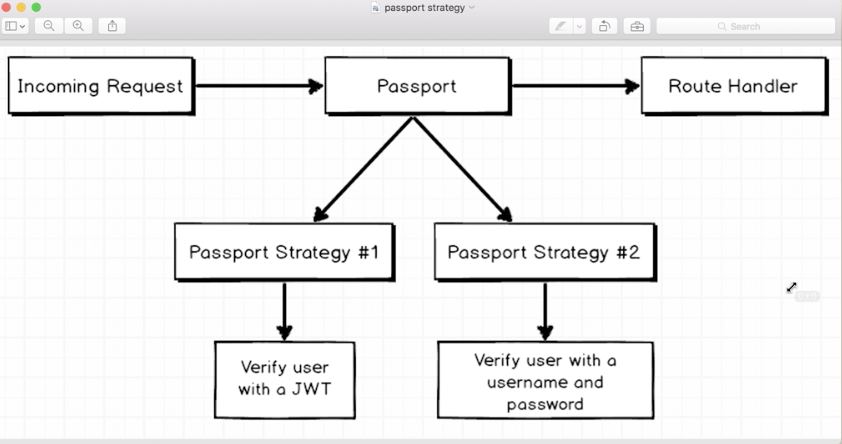 passport strategy
Search
Incoming Request
Passport
Route Handler
Passport Strategy #1
Passport Strategy #2
Verify user
with a JWT
Verify user with a
username and
password